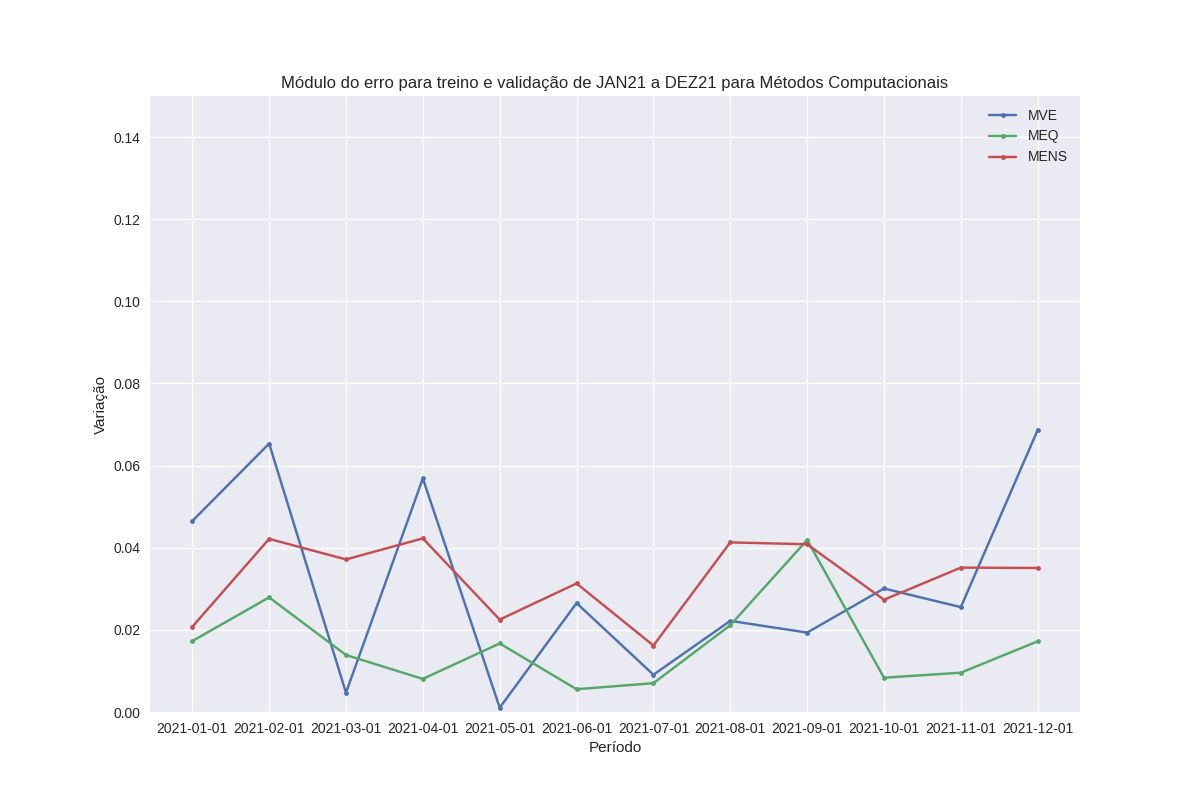 Módulo do erro para treino e validação de JAN21 a DEZ21 para Métodos Computacionais
MVE
MEQ
MENS
0.14
0.12
0.10
0.08
0.06
0.04
0.02
0.00
Variação
2021-01-01 2021-02-01 2021-03-01 2021-04-01 2021-05-01 2021-06-01 2021-07-01 2021-08-01 2021-09-01 2021-10-01 2021-11-01 2021-12-01
Período